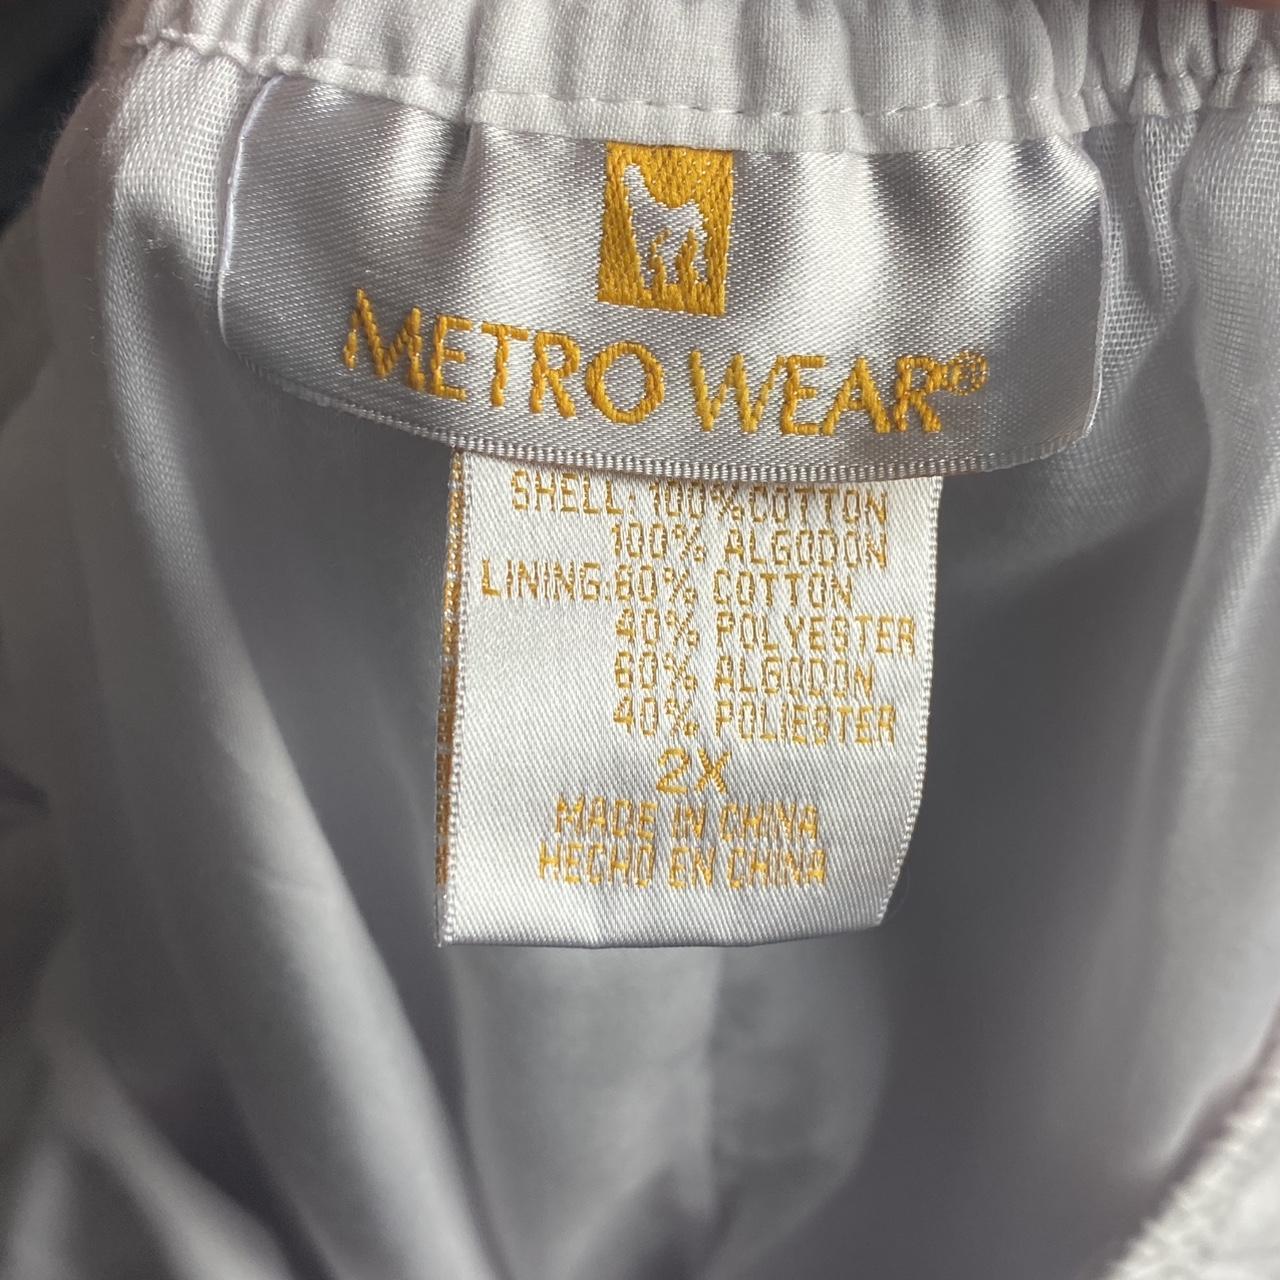 METRO WEAR®
SHELL: 100% COTTON
100% ALGODON
LINING: 60% COTTON
40% POLYESTER
60% ALGODON
40% POLIESTER
2X
MADE IN CHINA
HECHO EN CHINA